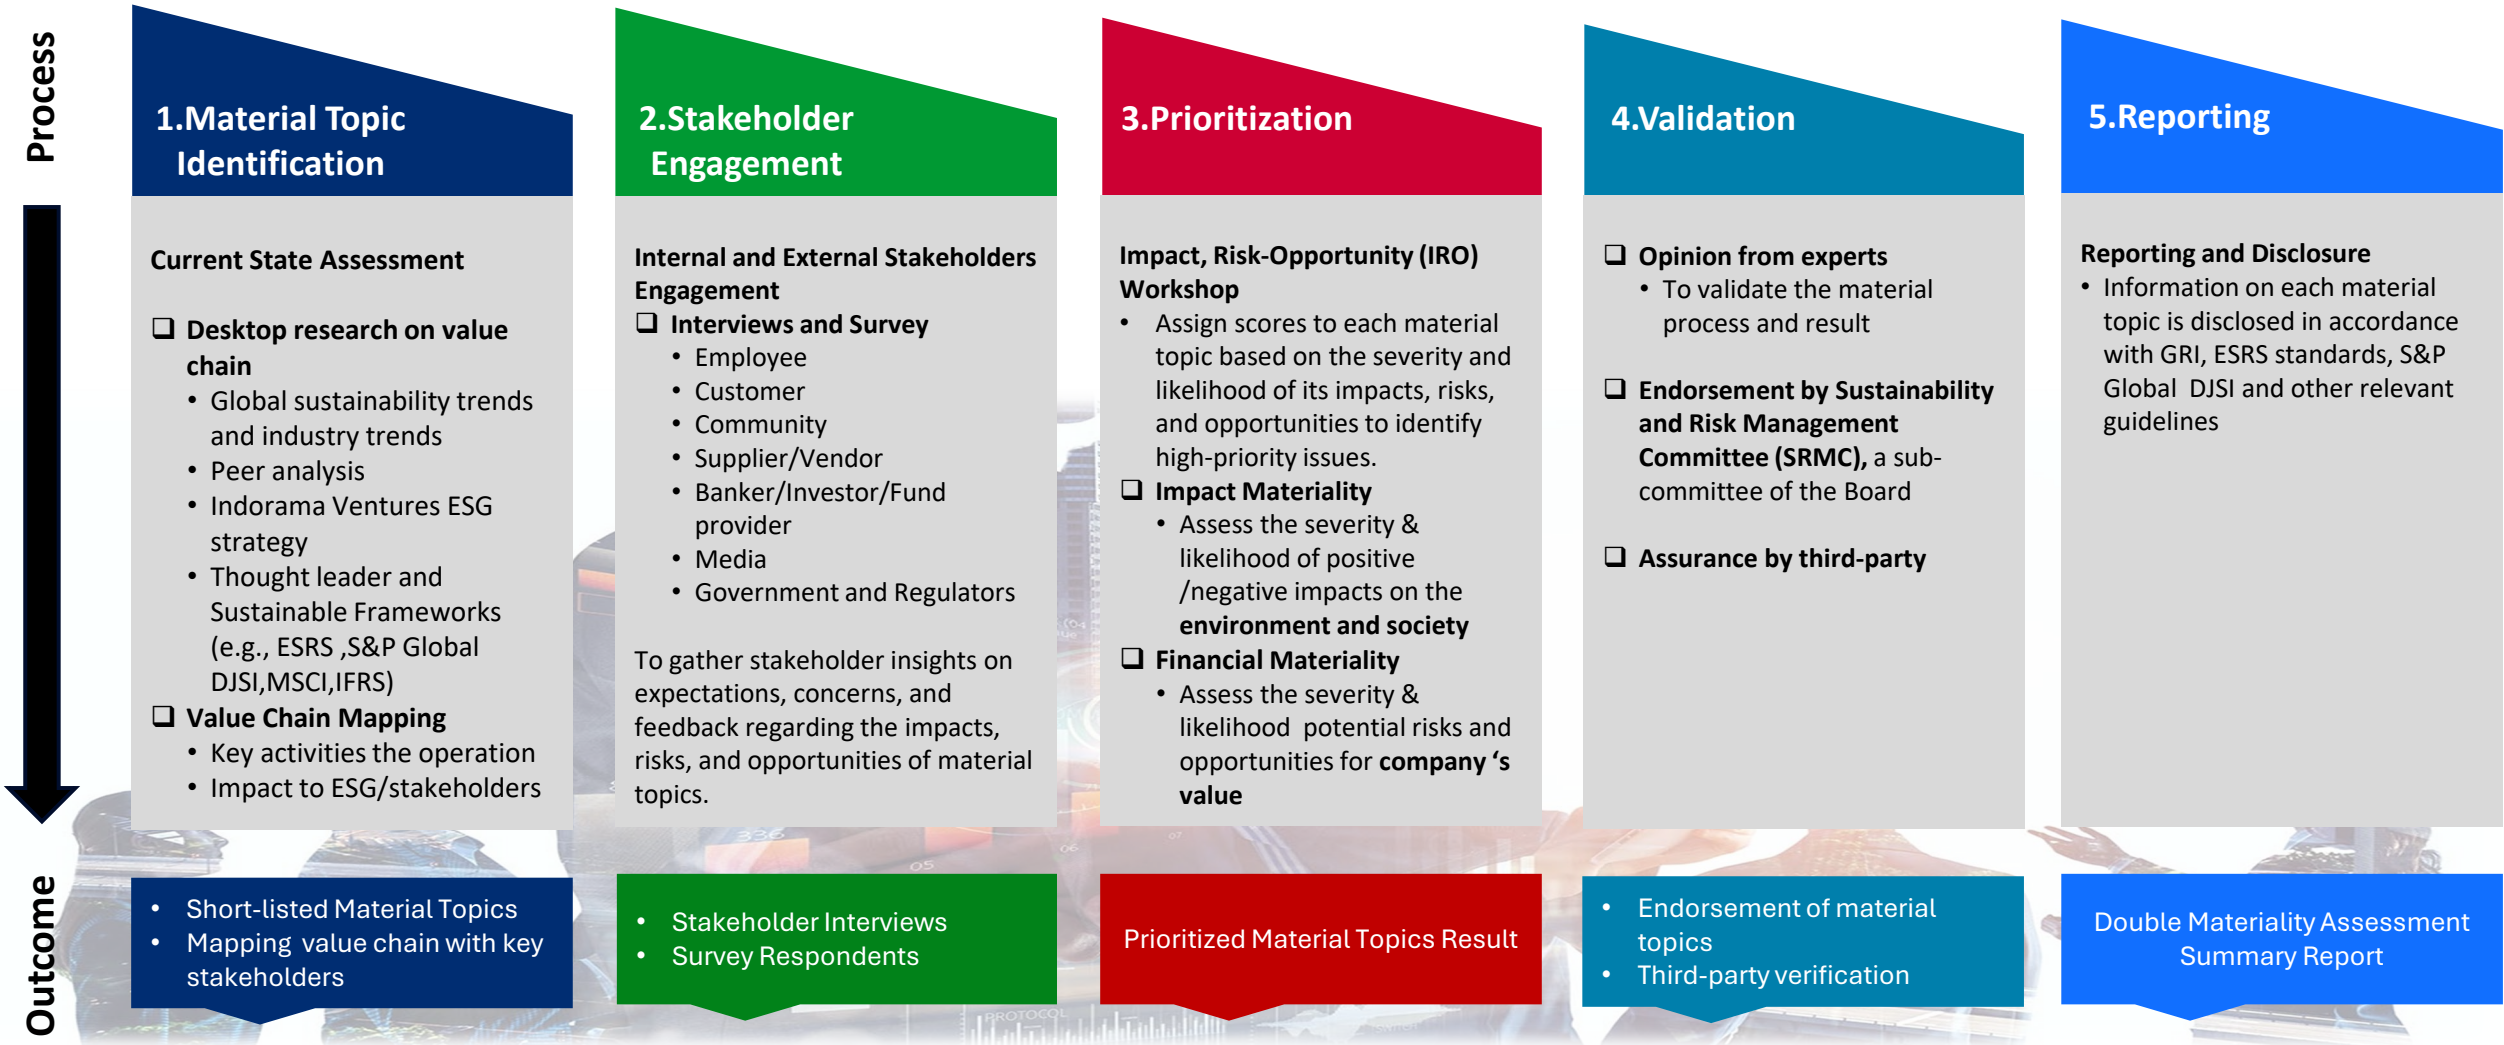 Process
1.Material Topic
Identification
Current State Assessment
❑ Desktop research on value
chain
• Global sustainability trends
and industry trends
• Peer analysis
• Indorama Ventures ESG
strategy
• Thought leader and
Sustainable Frameworks
(e.g., ESRS ,S&P Global
DJSI,MSCI,IFRS)
❑ Value Chain Mapping
• Key activities the operation
• Impact to ESG/stakeholders
2.Stakeholder
Engagement
Internal and External Stakeholders
Engagement
❑ Interviews and Survey
• Employee
• Customer
• Community
• Supplier/Vendor
• Banker/Investor/Fund
provider
• Media
• Government and Regulators
To gather stakeholder insights on
expectations, concerns, and
feedback regarding the impacts,
risks, and opportunities of material
topics.
3.Prioritization
Impact, Risk-Opportunity (IRO)
Workshop
• Assign scores to each material
topic based on the severity and
likelihood of its impacts, risks,
and opportunities to identify
high-priority issues.
❑ Impact Materiality
• Assess the severity &
likelihood of positive
/negative impacts on the
environment and society
❑ Financial Materiality
• Assess the severity &
likelihood  potential risks and
opportunities for company ‘s
value
4.Validation
❑ Opinion from experts
• To validate the material
process and result
❑ Endorsement by Sustainability
and Risk Management
Committee (SRMC), a sub-
committee of the Board
❑ Assurance by third-party
5.Reporting
Reporting and Disclosure
• Information on each material
topic is disclosed in accordance
with GRI, ESRS standards, S&P
Global  DJSI and other relevant
guidelines
Outcome
• Short-listed Material Topics
• Mapping  value chain with key
stakeholders
• Stakeholder Interviews
• Survey Respondents
Prioritized Material Topics Result
• Endorsement of material
topics
• Third-party verification
Double Materiality Assessment
Summary Report
336
05
06
07
PROTOCOL